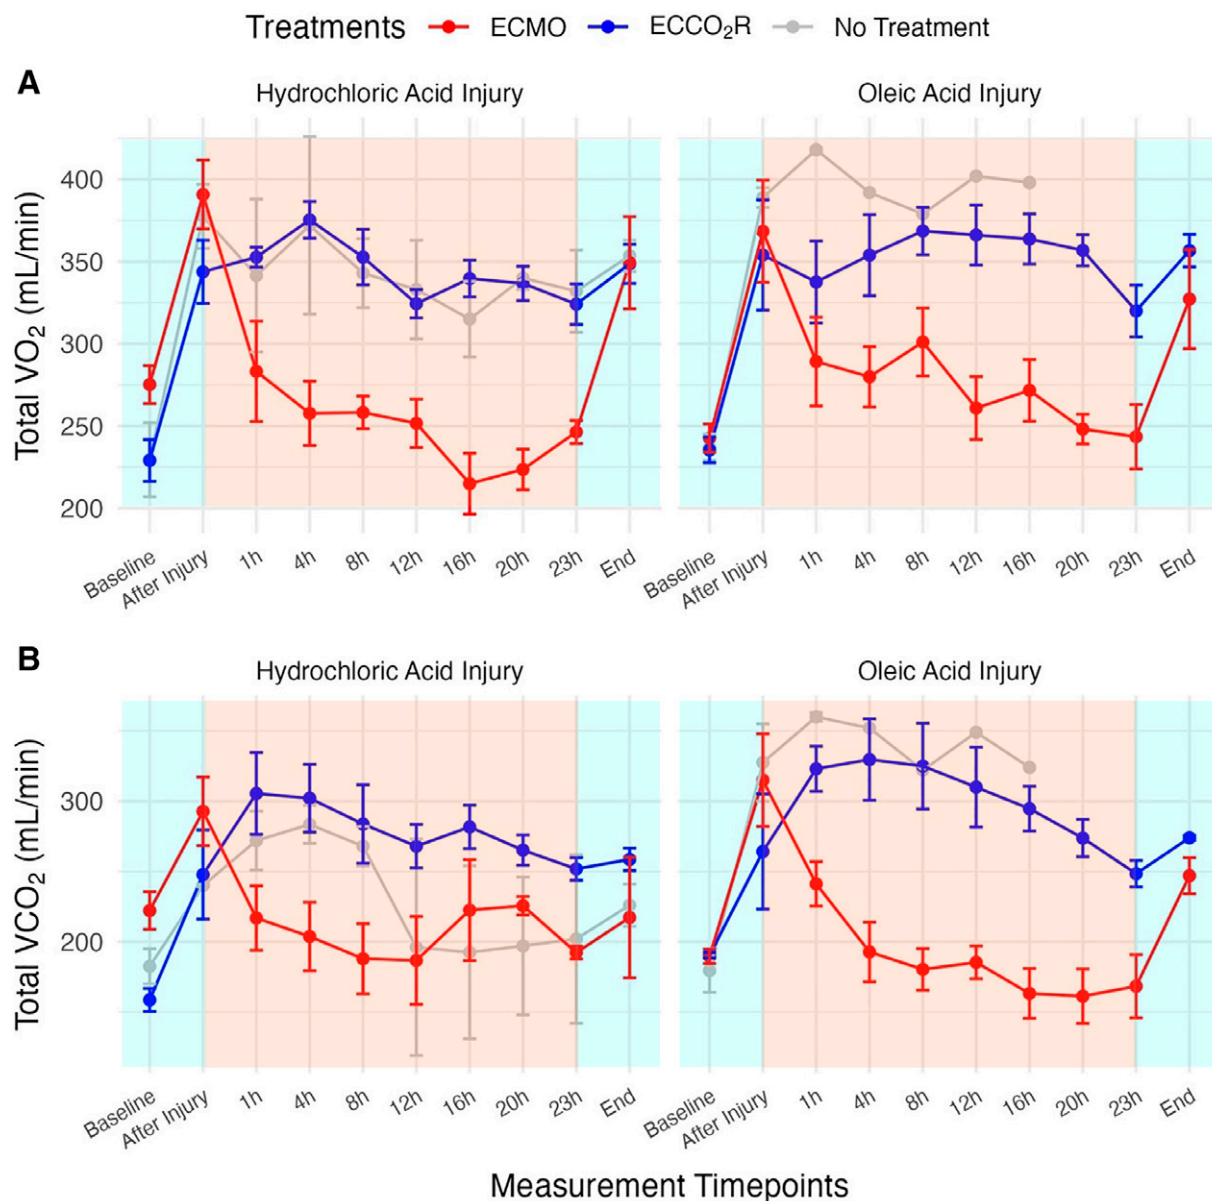 Treatments ECMO ECCO₂R No Treatment
A
Hydrochloric Acid Injury Oleic Acid Injury
Total VO₂ (mL/min)
400
350
300
250
200
Baseline After Injury 1h 4h 8h 12h 16h 20h 23h End Baseline After Injury 1h 4h 8h 12h 16h 20h 23h End
B
Hydrochloric Acid Injury Oleic Acid Injury
Total VCO₂ (mL/min)
300
200
Baseline After Injury 1h 4h 8h 12h 16h 20h 23h End Baseline After Injury 1h 4h 8h 12h 16h 20h 23h End
Measurement Timepoints